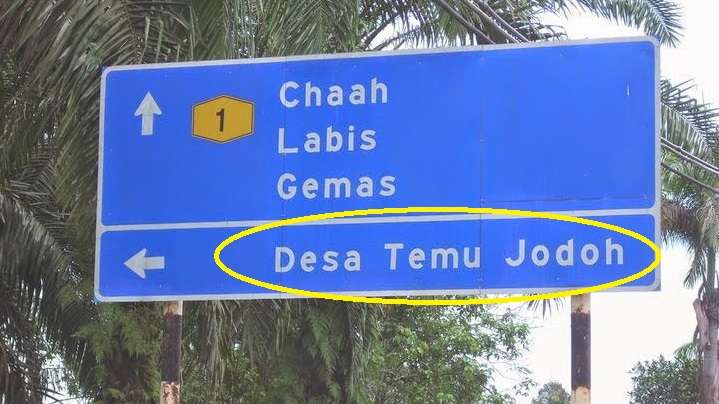 1
Chaah
Labis
Gemas
Desa Temu Jodoh